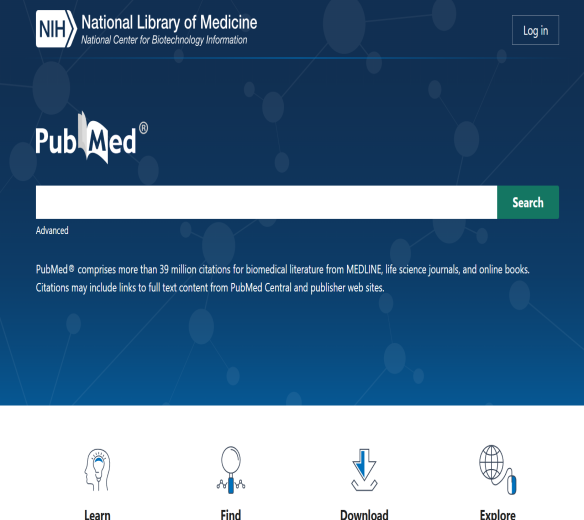 NIH
National Library of Medicine
National Center for Biotechnology Information
Log in
PubMed®
Search
Advanced
PubMed® comprises more than 39 million citations for biomedical literature from MEDLINE, life science journals, and online books.
Citations may include links to full text content from PubMed Central and publisher web sites.
Learn
Find
Download
Explore